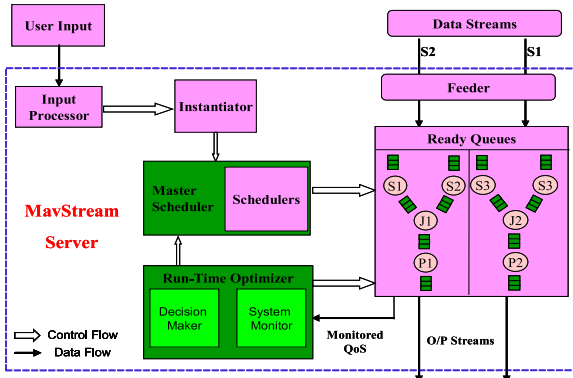 User Input
Data Streams
S2
S1
Input
Processor
Instantiator
Feeder
Ready Queues
Master
Scheduler
Schedulers
S1
S2
S3
S3
J1
J2
P1
P2
MavStream
Server
Run-Time Optimizer
Decision
Maker
System
Monitor
Control Flow
Data Flow
Monitored
QoS
O/P Streams